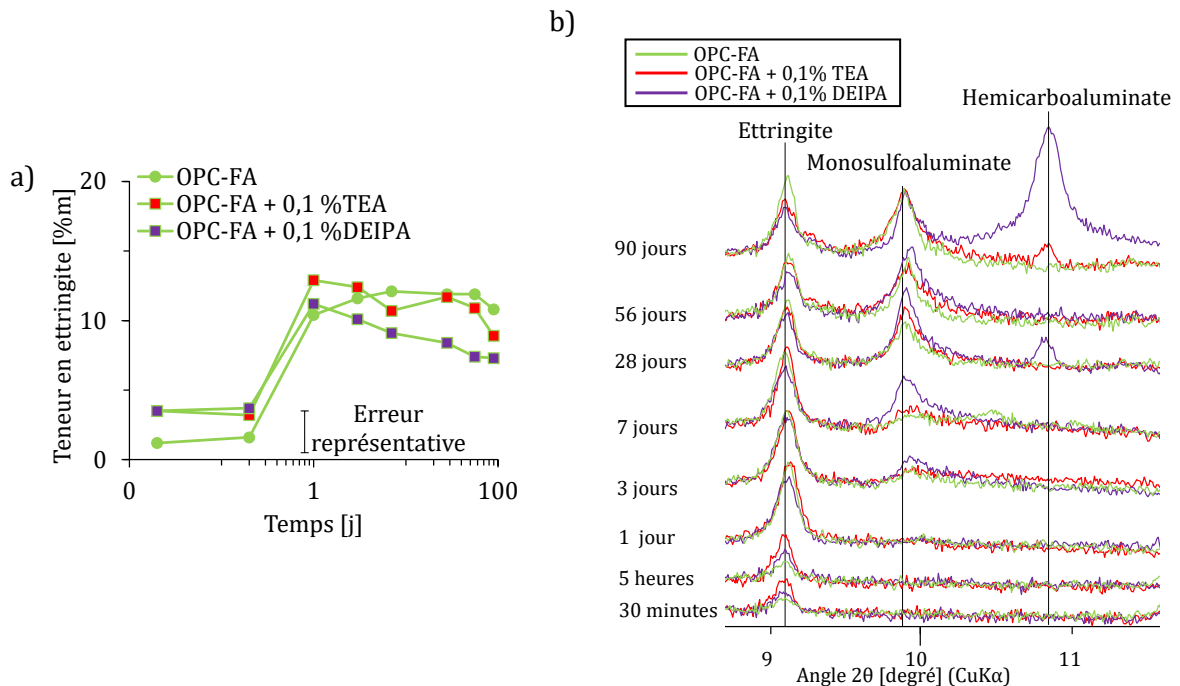 a)
OPC-FA
OPC-FA + 0,1 %TEA
OPC-FA + 0,1 %DEIPA
Teneur en ettringite [%m]
20
10
0
Erreur
représentative
0
1
100
Temps [j]
b)
OPC-FA
OPC-FA + 0,1% TEA
OPC-FA + 0,1% DEIPA
Hemicarboaluminate
Ettringite
Monosulfoaluminate
90 jours
56 jours
28 jours
7 jours
3 jours
1 jour
5 heures
30 minutes
9
10
11
Angle 2θ [degré] (CuKα)